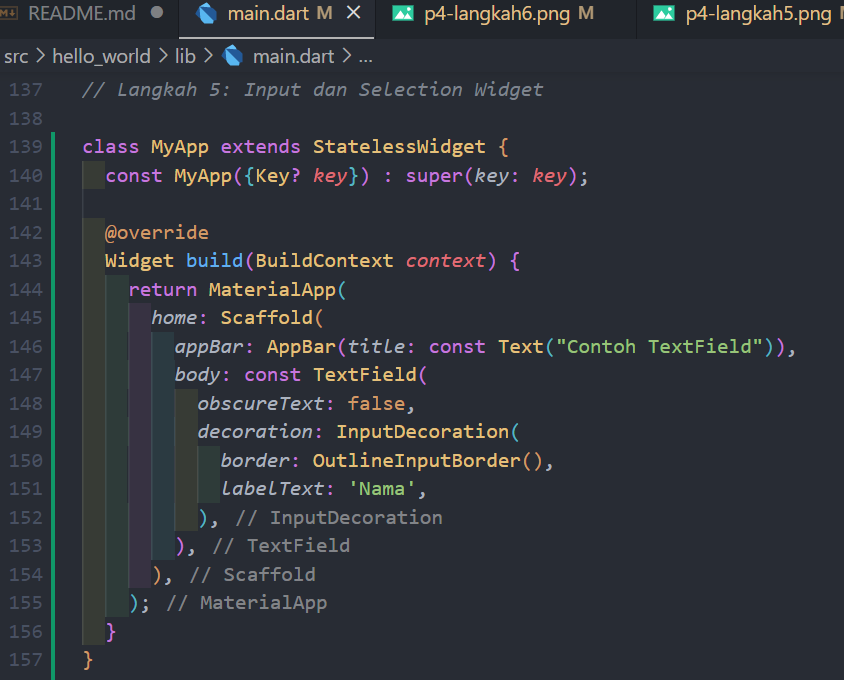 README.md ● main.dart M × p4-langkah6.png M p4-langkah5.png M
src > hello_world > lib > main.dart > ...
137 // Langkah 5: Input dan Selection Widget
138
139 class MyApp extends StatelessWidget {
140 const MyApp({Key? key}) : super(key: key);
141
142 @override
143 Widget build(BuildContext context) {
144 return MaterialApp(
145 home: Scaffold(
146 appBar: AppBar(title: const Text("Contoh TextField")),
147 body: const TextField(
148 obscureText: false,
149 decoration: InputDecoration(
150 border: OutlineInputBorder(),
151 labelText: 'Nama',
152 ), // InputDecoration
153 ), // TextField
154 ), // Scaffold
155 ); // MaterialApp
156 }
157 }